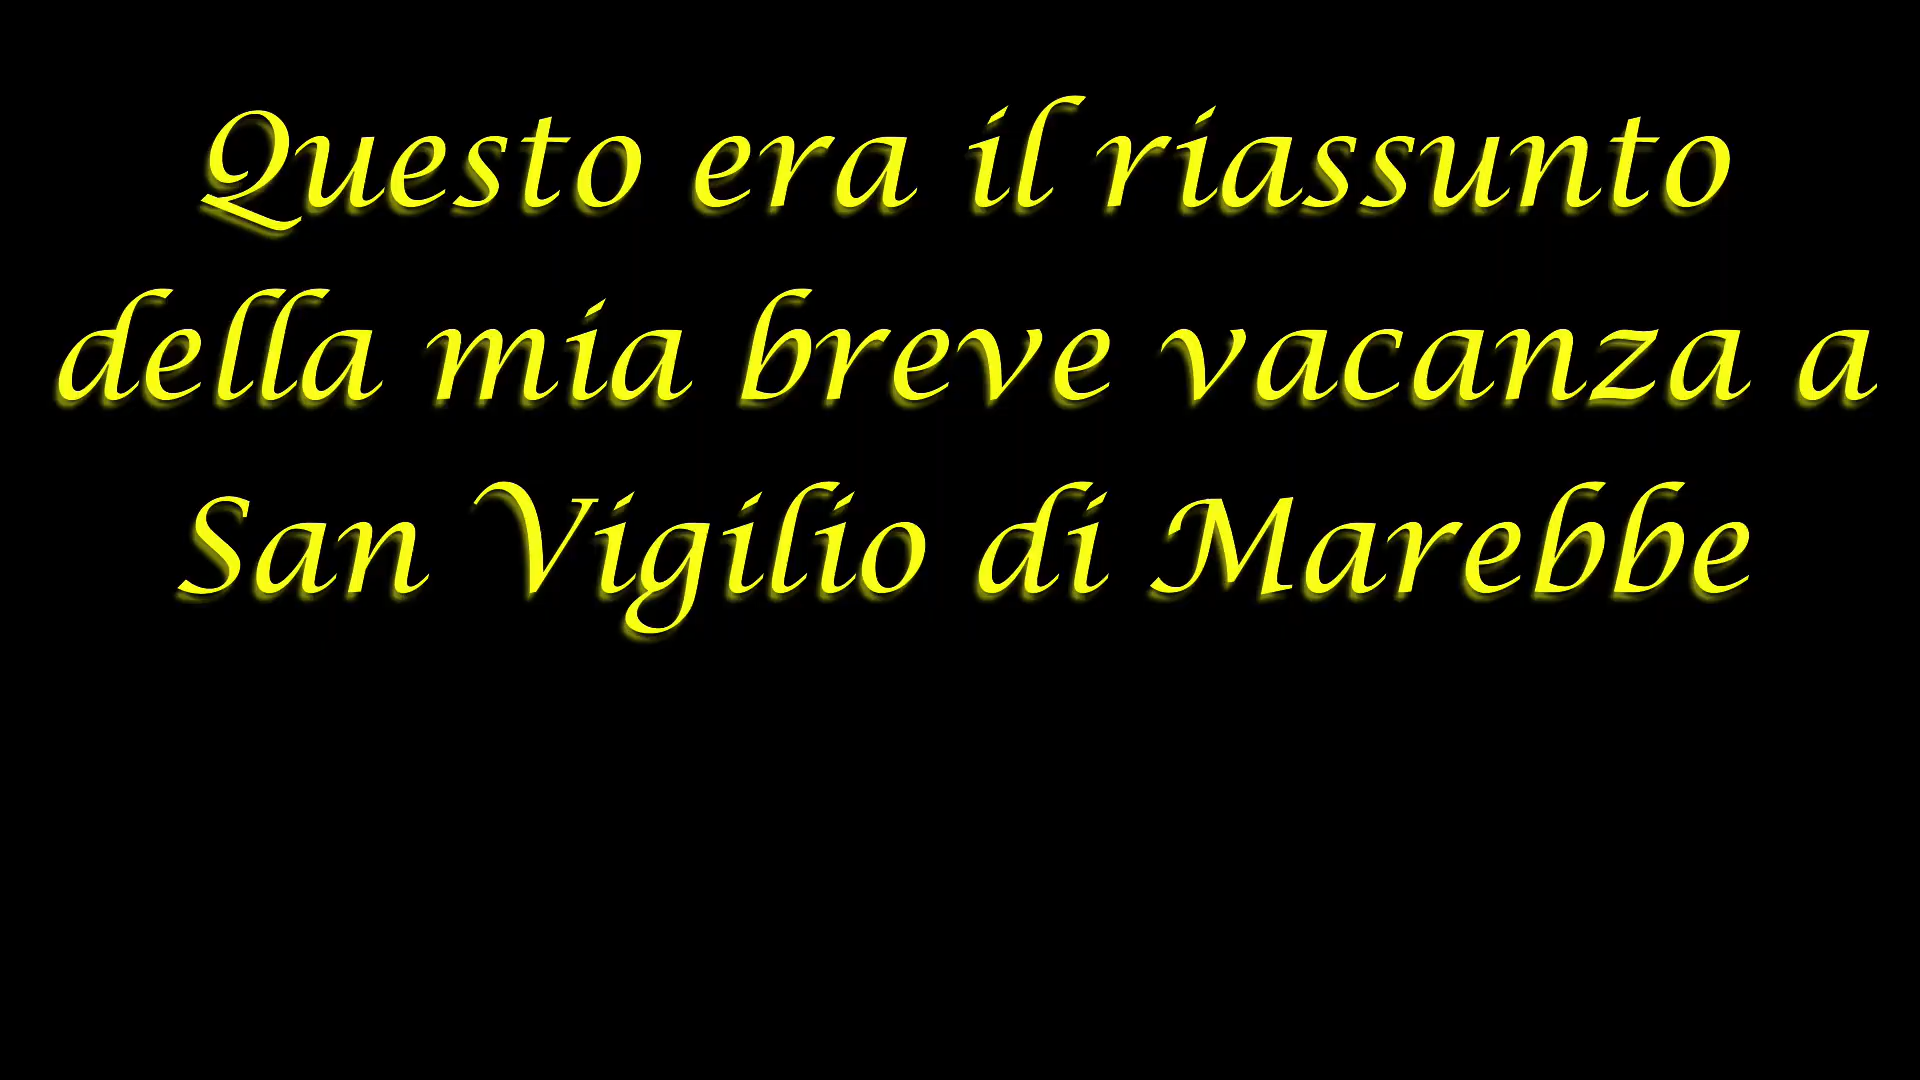 Questo era il riassunto
della mia breve vacanza a
San Vigilio di Marebbe